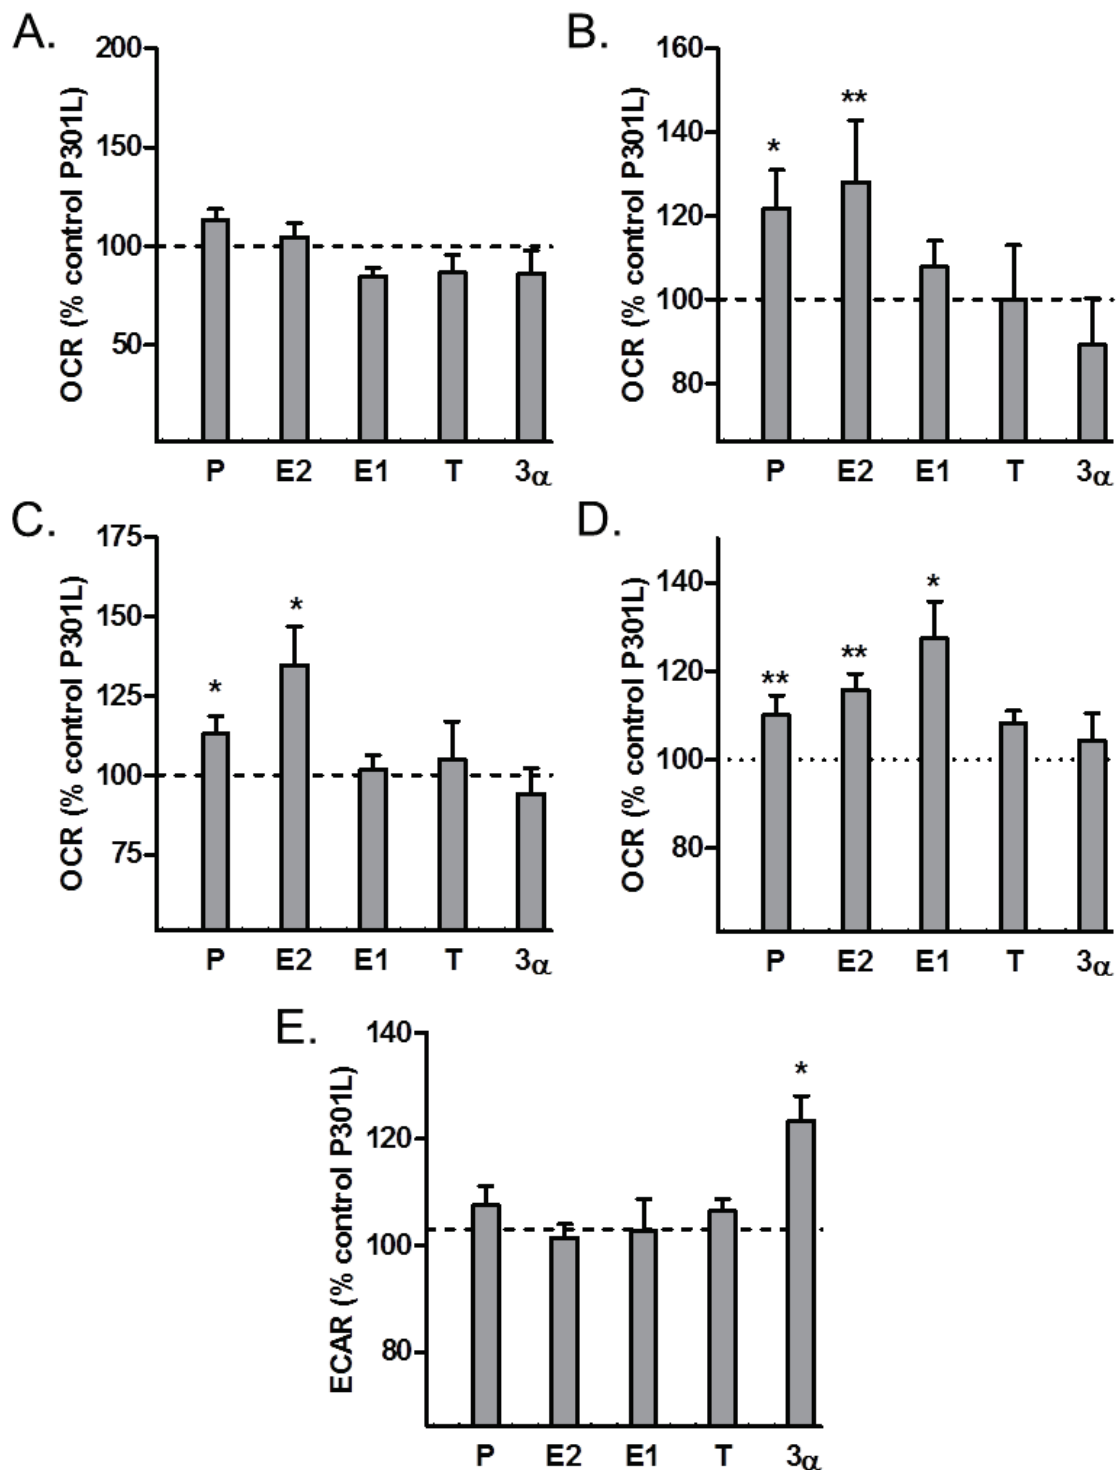 A.
OCR (% control P301L)
200
150
100
50
P E2 E1 T 3α
B.
OCR (% control P301L)
160
140
120
100
80
* **
P E2 E1 T 3α
C.
OCR (% control P301L)
175
150
125
100
75
* *
P E2 E1 T 3α
D.
OCR (% control P301L)
140
120
100
80
** ** *
P E2 E1 T 3α
E.
ECAR (% control P301L)
140
120
100
80
*
P E2 E1 T 3α